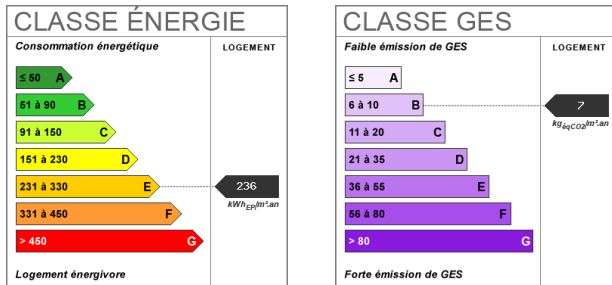 CLASSE ÉNERGIE
Consommation énergétique
LOGEMENT
≤ 50 A
51 à 90 B
91 à 150 C
151 à 230 D
231 à 330 E
236
kWhEP/m².an
331 à 450 F
> 450 G
Logement énergivore
CLASSE GES
Faible émission de GES
LOGEMENT
≤ 5 A
6 à 10 B
7
kgéqCO2/m².an
11 à 20 C
21 à 35 D
36 à 55 E
56 à 80 F
> 80 G
Forte émission de GES